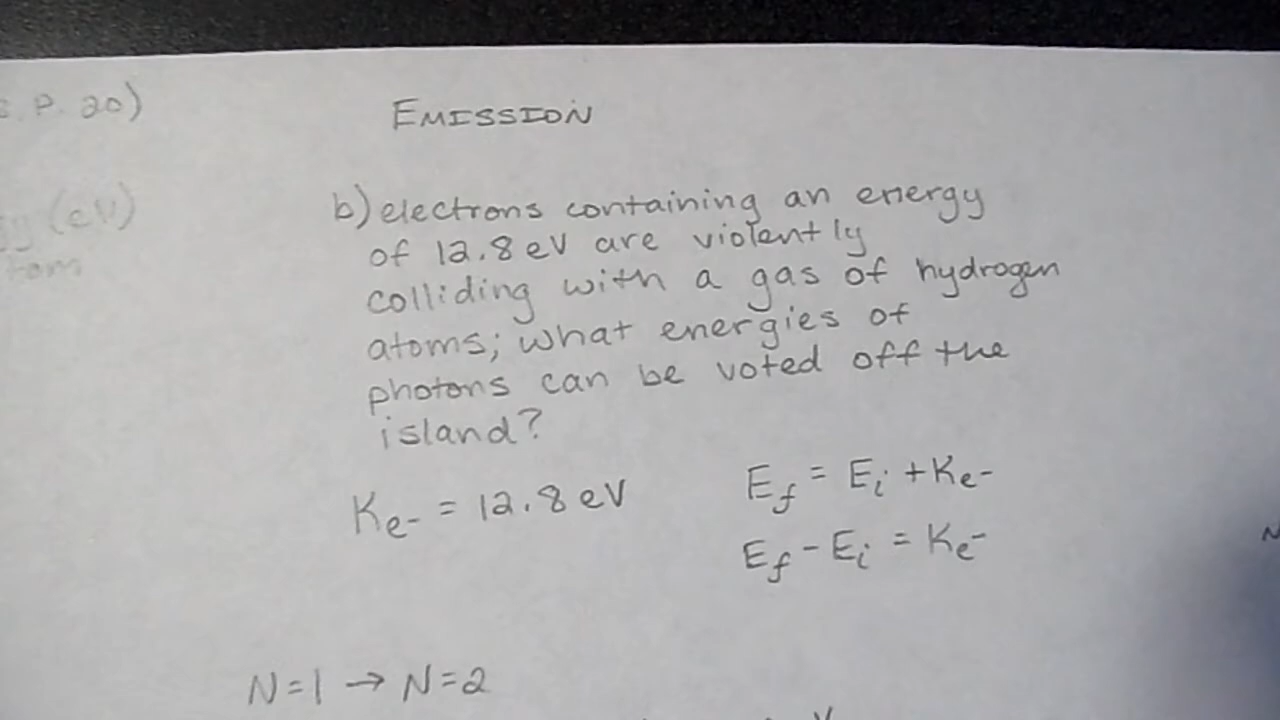 P. 20)
EMISSION
(eV)
b) electrons containing an energy
of 12.8 eV are violently
colliding with a gas of hydrogen
atoms; what energies of
photons can be voted off the
island?
Ke- = 12.8 eV
Ef = Ei + Ke-
Ef - Ei = Ke-
N=1 → N=2